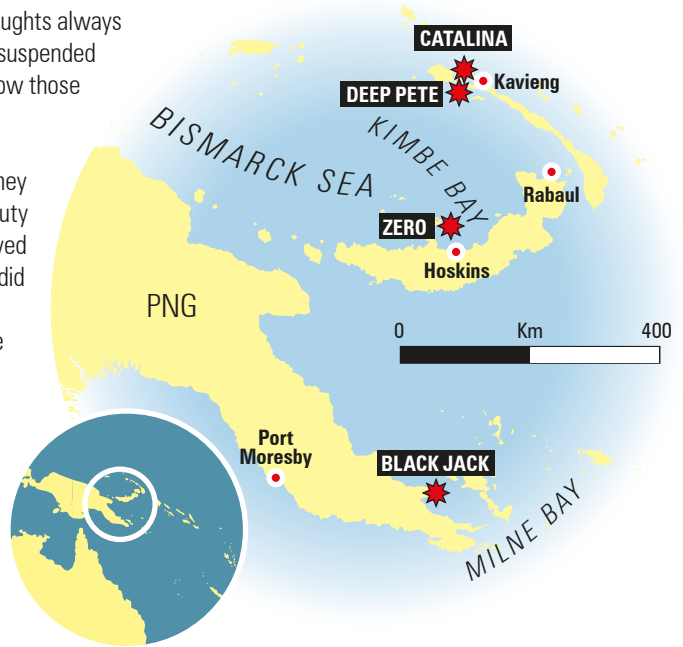 ughts always
suspended
ow those
hey
uty
ved
did
e
CATALINA
Kavieng
DEEP PETE
BISMARCK SEA
KIMBE BAY
Rabaul
ZERO
Hoskins
PNG
0 Km 400
Port
Moresby
BLACK JACK
MILNE BAY